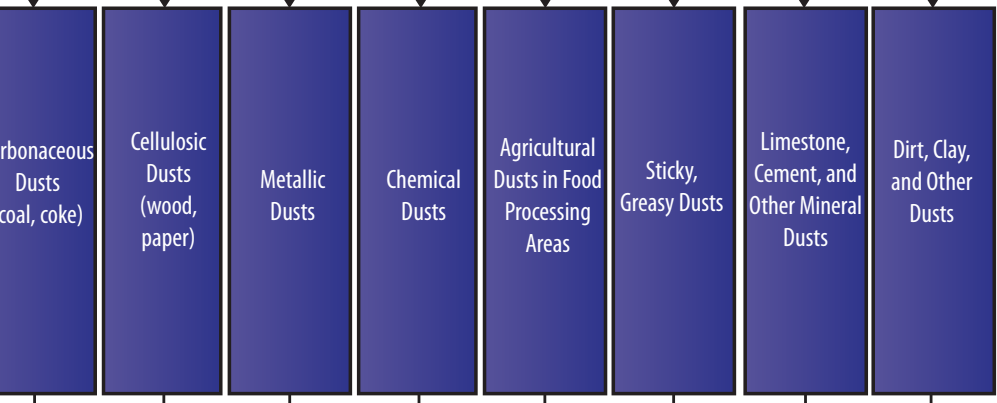 rbonaceous
Dusts
coal, coke)
Cellulosic
Dusts
(wood,
paper)
Metallic
Dusts
Chemical
Dusts
Agricultural
Dusts in Food
Processing
Areas
Sticky,
Greasy Dusts
Limestone,
Cement, and
Other Mineral
Dusts
Dirt, Clay,
and Other
Dusts